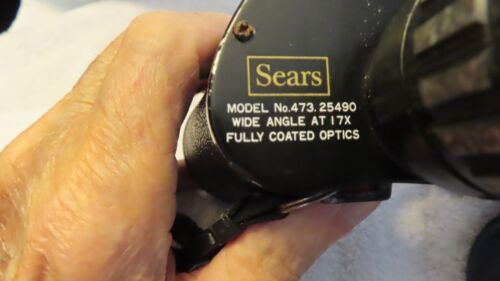 Sears
MODEL No.473.25490
WIDE ANGLE AT 17X
FULLY COATED OPTICS